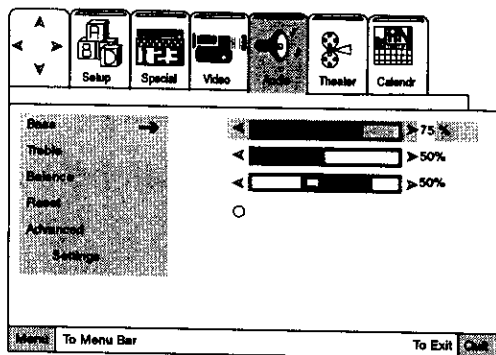 Setup Special Video Audio Theater Calendr
Bass 75 %
Treble 50%
Balance 50%
Reset
Advanced
Settings
Menu To Menu Bar To Exit Quit